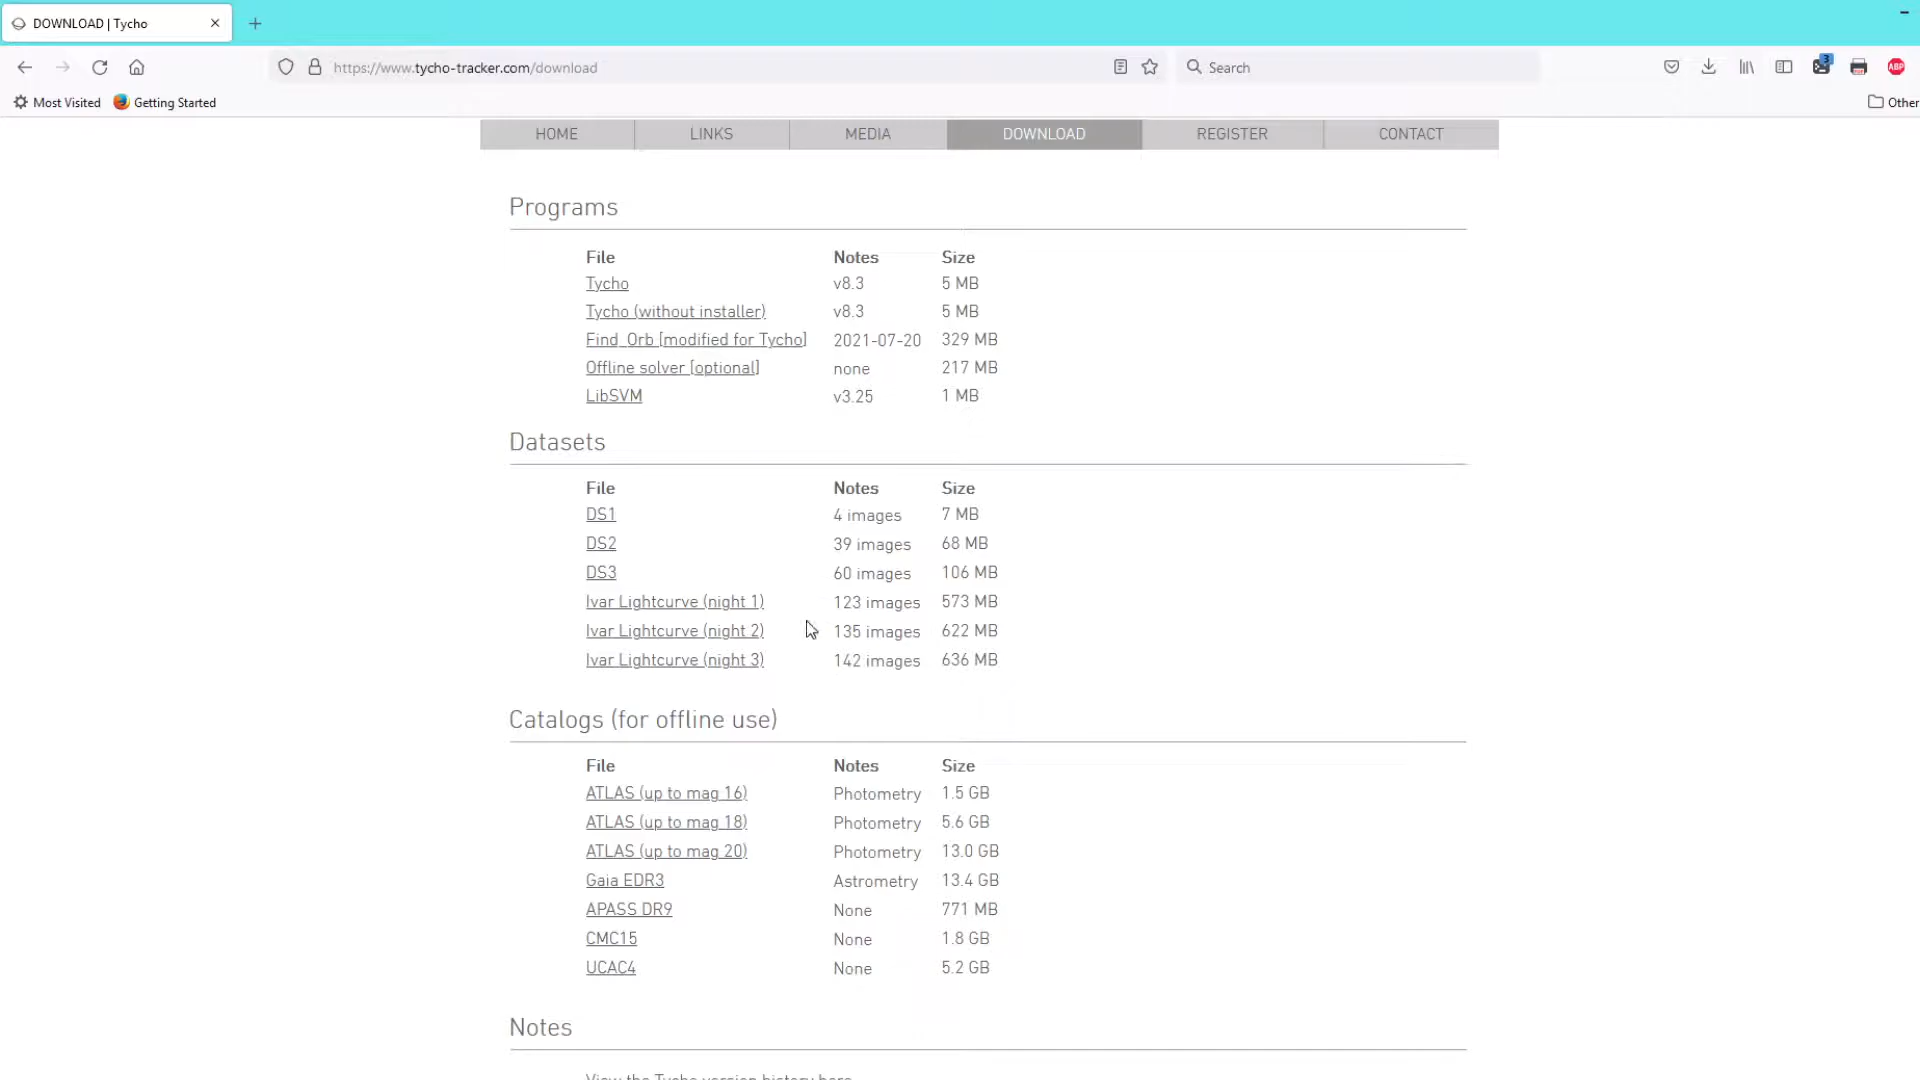 DOWNLOAD | Tycho
https://www.tycho-tracker.com/download
Search
3
ABP
Most Visited
Getting Started
Other
HOME LINKS MEDIA DOWNLOAD REGISTER CONTACT
Programs
File Notes Size
Tycho v8.3 5 MB
Tycho (without installer) v8.3 5 MB
Find_Orb [modified for Tycho] 2021-07-20 329 MB
Offline solver [optional] none 217 MB
LibSVM v3.25 1 MB
Datasets
File Notes Size
DS1 4 images 7 MB
DS2 39 images 68 MB
DS3 60 images 106 MB
Ivar Lightcurve (night 1) 123 images 573 MB
Ivar Lightcurve (night 2) 135 images 622 MB
Ivar Lightcurve (night 3) 142 images 636 MB
Catalogs (for offline use)
File Notes Size
ATLAS (up to mag 16) Photometry 1.5 GB
ATLAS (up to mag 18) Photometry 5.6 GB
ATLAS (up to mag 20) Photometry 13.0 GB
Gaia EDR3 Astrometry 13.4 GB
APASS DR9 None 771 MB
CMC15 None 1.8 GB
UCAC4 None 5.2 GB
Notes
View the Tycho version history here